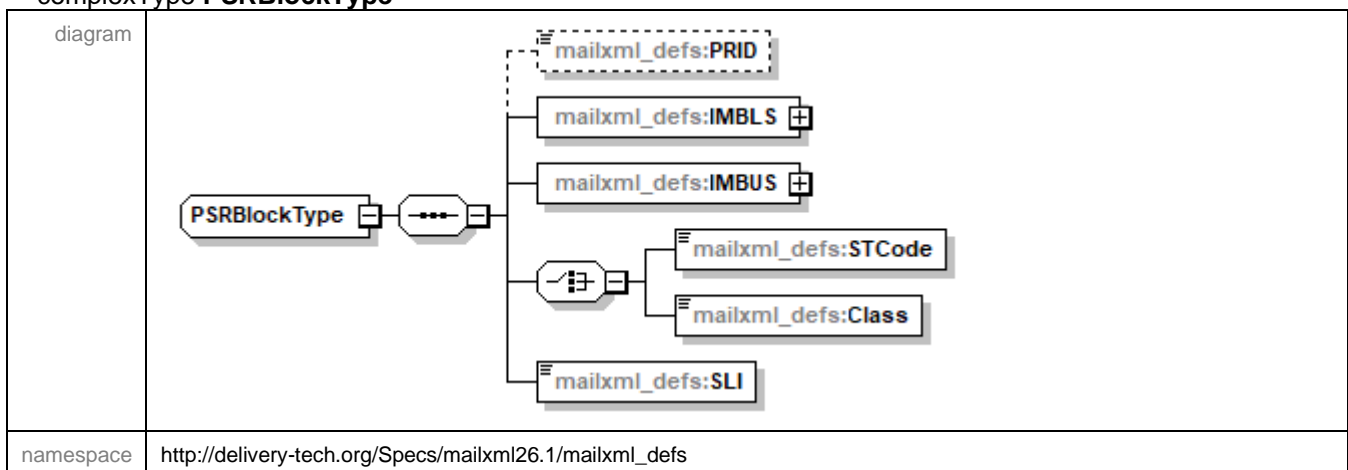 complexType PSRBlockType
diagram
mailxml_defs:PRID
mailxml_defs:IMBLS
mailxml_defs:IMBUS
PSRBlockType
mailxml_defs:STCode
mailxml_defs:Class
mailxml_defs:SLI
namespace
http://delivery-tech.org/Specs/mailxml26.1/mailxml_defs